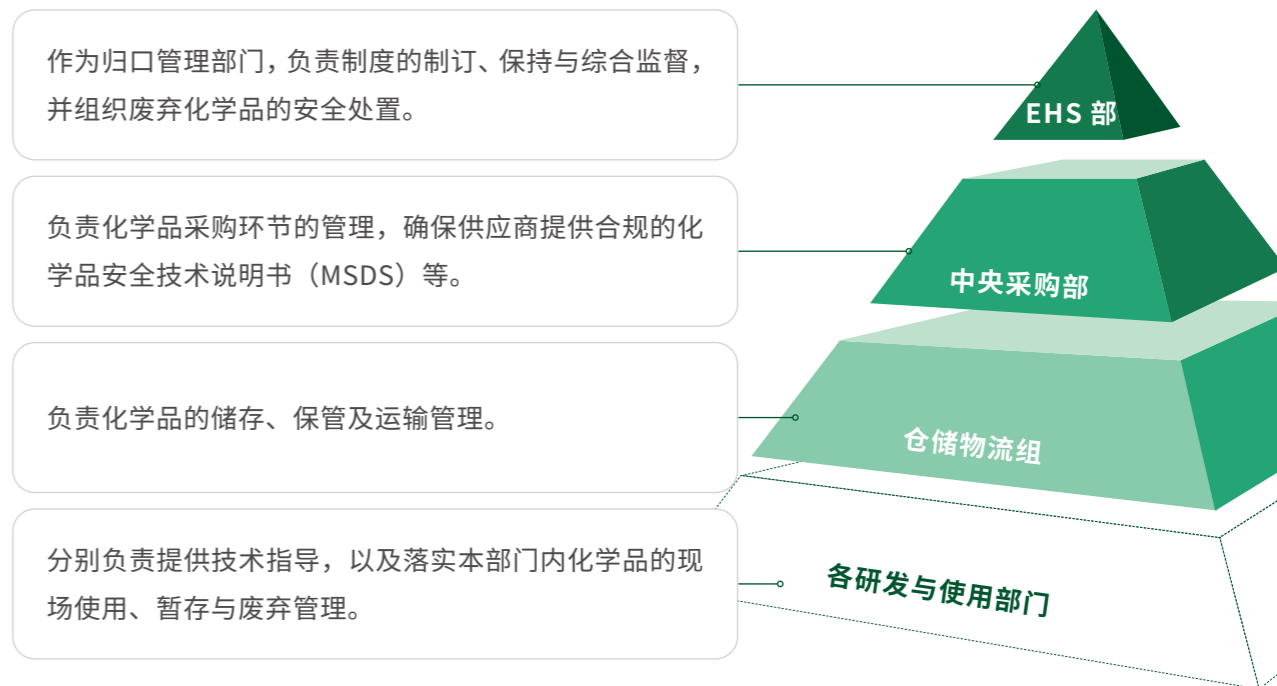 作为归口管理部门，负责制度的制订、保持与综合监督，
并组织废弃化学品的安全处置。
EHS 部
负责化学品采购环节的管理，确保供应商提供合规的化
学品安全技术说明书（MSDS）等。
中央采购部
负责化学品的储存、保管及运输管理。
仓储物流组
分别负责提供技术指导，以及落实本部门内化学品的现
场使用、暂存与废弃管理。
各研发与使用部门